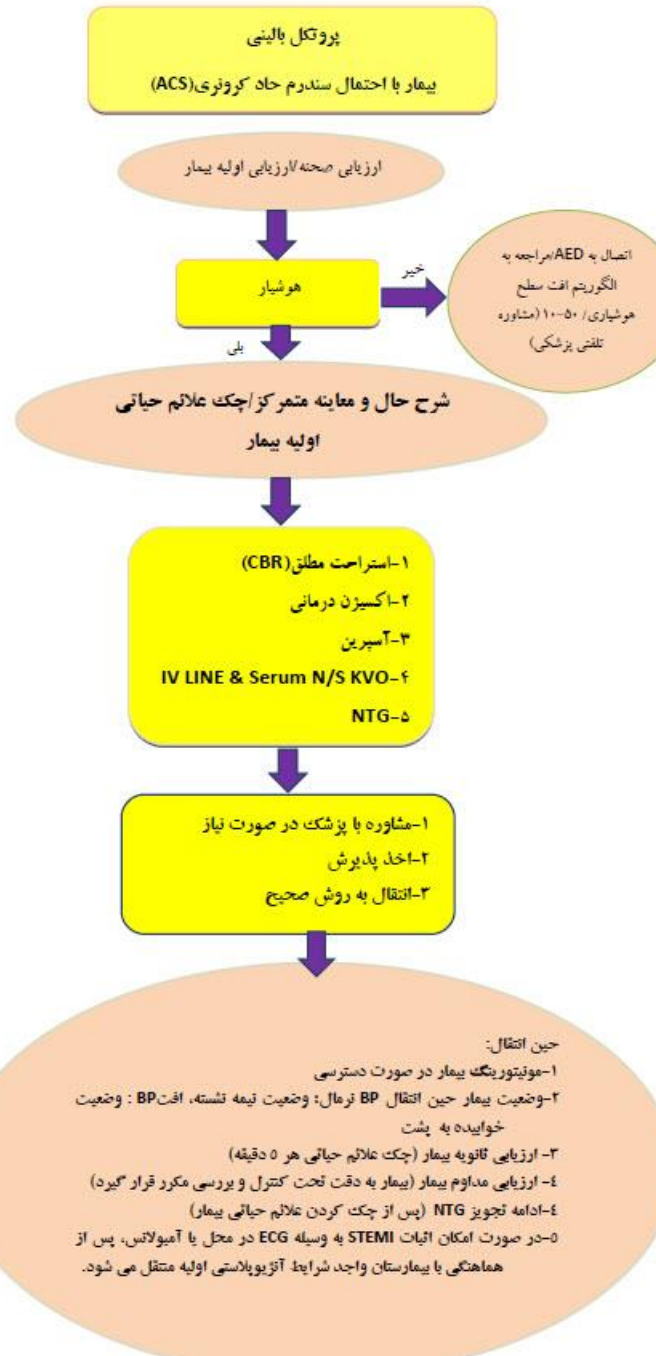 پروتکل بالینی
بیمار با احتمال سندرم حاد کرونری(ACS)
ارزیابی صحنه/ارزیابی اولیه بیمار
هوشیار
خیر
اتصال به AED/مراجعه به
الگوریتم افت سطح
هوشیاری/ ۵۰-۱۰ (مشاوره
تلفنی پزشکی)
بلی
شرح حال و معاینه متمرکز/چک علائم حیاتی
اولیه بیمار
۱-استراحت مطلق(CBR)
۲-اکسیژن درمانی
۳-آسپرین
۴-IV LINE & Serum N/S KVO
۵-NTG
۱-مشاوره با پزشک در صورت نیاز
۲-اخذ پذیرش
۳-انتقال به روش صحیح
حین انتقال:
۱-مونیتورینگ بیمار در صورت دسترسی
۲-وضعیت بیمار حین انتقال BP نرمال: وضعیت نیمه نشسته، افتBP : وضعیت
خوابیده به پشت
۳- ارزیابی ثانویه بیمار (چک علائم حیاتی هر ۵ دقیقه)
٤- ارزیابی مداوم بیمار (بیمار به دقت تحت کنترل و بررسی مکرر قرار گیرد)
٤-ادامه تجویز NTG (پس از چک کردن علائم حیاتی بیمار)
۵-در صورت امکان اثبات STEMI به وسیله ECG در محل یا آمبولانس، پس از
هماهنگی با بیمارستان واجد شرایط آنژیوپلاستی اولیه منتقل می شود.